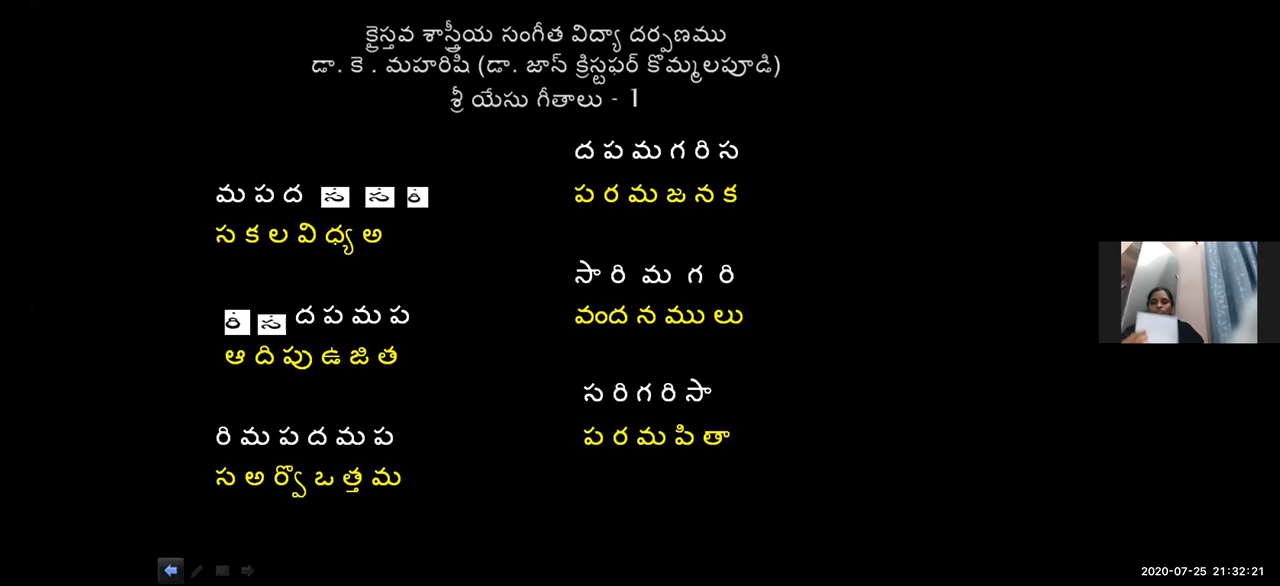 క్రైస్తవ శాస్త్రీయ సంగీత విద్యా దర్పణము
డా. కె . మహరిషి (డా. జాస్ క్రిస్టఫర్ కొమ్మలపూడి)
శ్రీ యేసు గీతాలు - 1
మ ప ద స̇ స̇ రి̇
స క ల వి ధ్య అ
రి̇ స̇ ద ప మ ప
ఆ ది పు ఉ జి త
రి మ ప ద మ ప
స అ ర్వొ ఒ త్త మ
ద ప మ గ రి స
ప ర మ జ న క
సా రి మ గ రి
వంద న ము లు
స రి గ రి సా
ప ర మ పి తా
2020-07-25 21:32:21